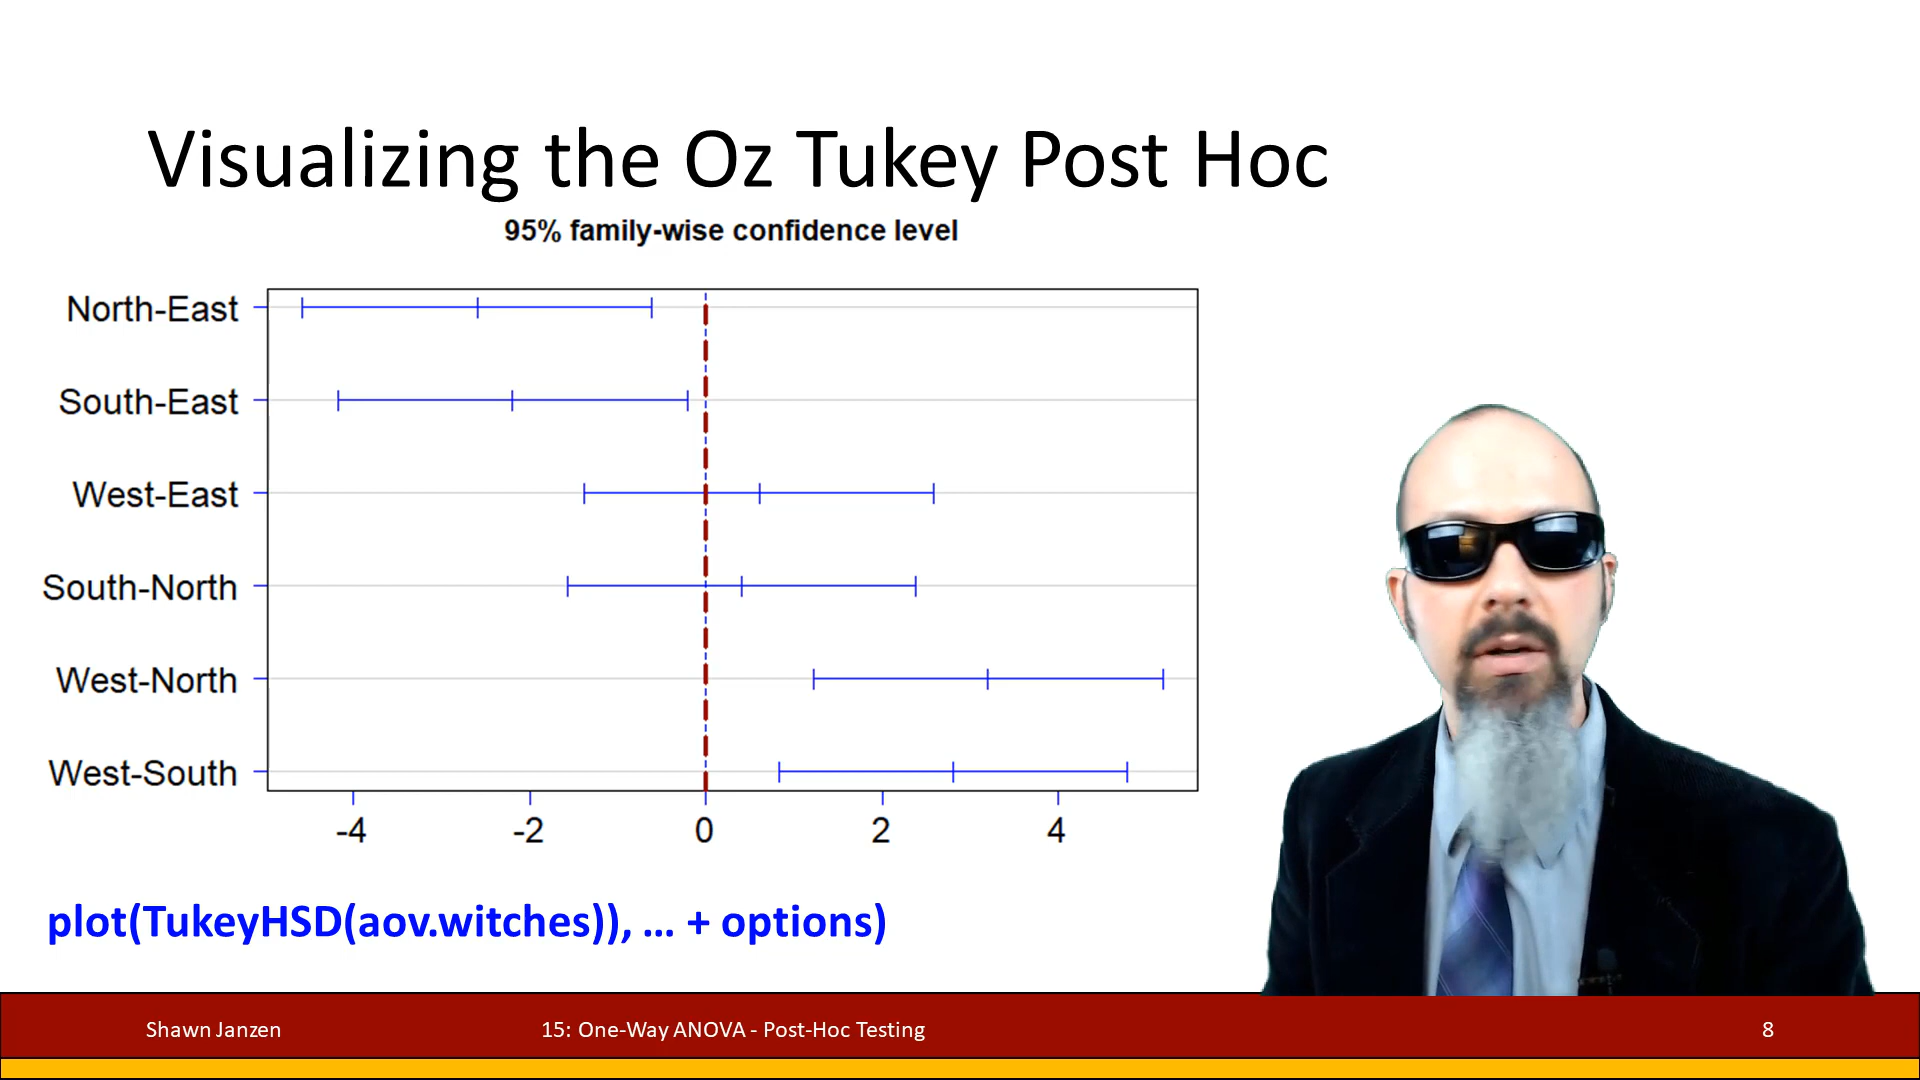 Visualizing the Oz Tukey Post Hoc
95% family-wise confidence level
North-East
South-East
West-East
South-North
West-North
West-South
-4 -2 0 2 4
plot(TukeyHSD(aov.witches)), … + options)
Shawn Janzen 15: One-Way ANOVA - Post-Hoc Testing 8